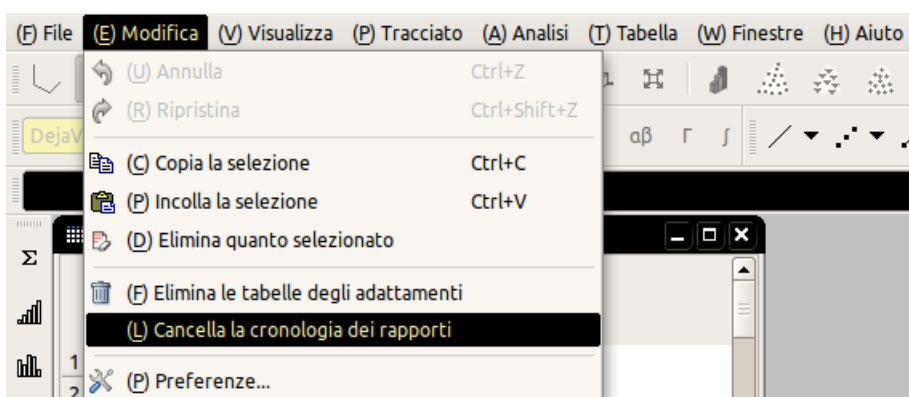 (F) File (E) Modifica (V) Visualizza (P) Tracciato (A) Analisi (T) Tabella (W) Finestre (H) Aiuto
(U) Annulla Ctrl+Z
(R) Ripristina Ctrl+Shift+Z
DejaV
αβ Γ ∫
(C) Copia la selezione Ctrl+C
(P) Incolla la selezione Ctrl+V
(D) Elimina quanto selezionato
Σ
(F) Elimina le tabelle degli adattamenti
(L) Cancella la cronologia dei rapporti
1
(P) Preferenze...
2